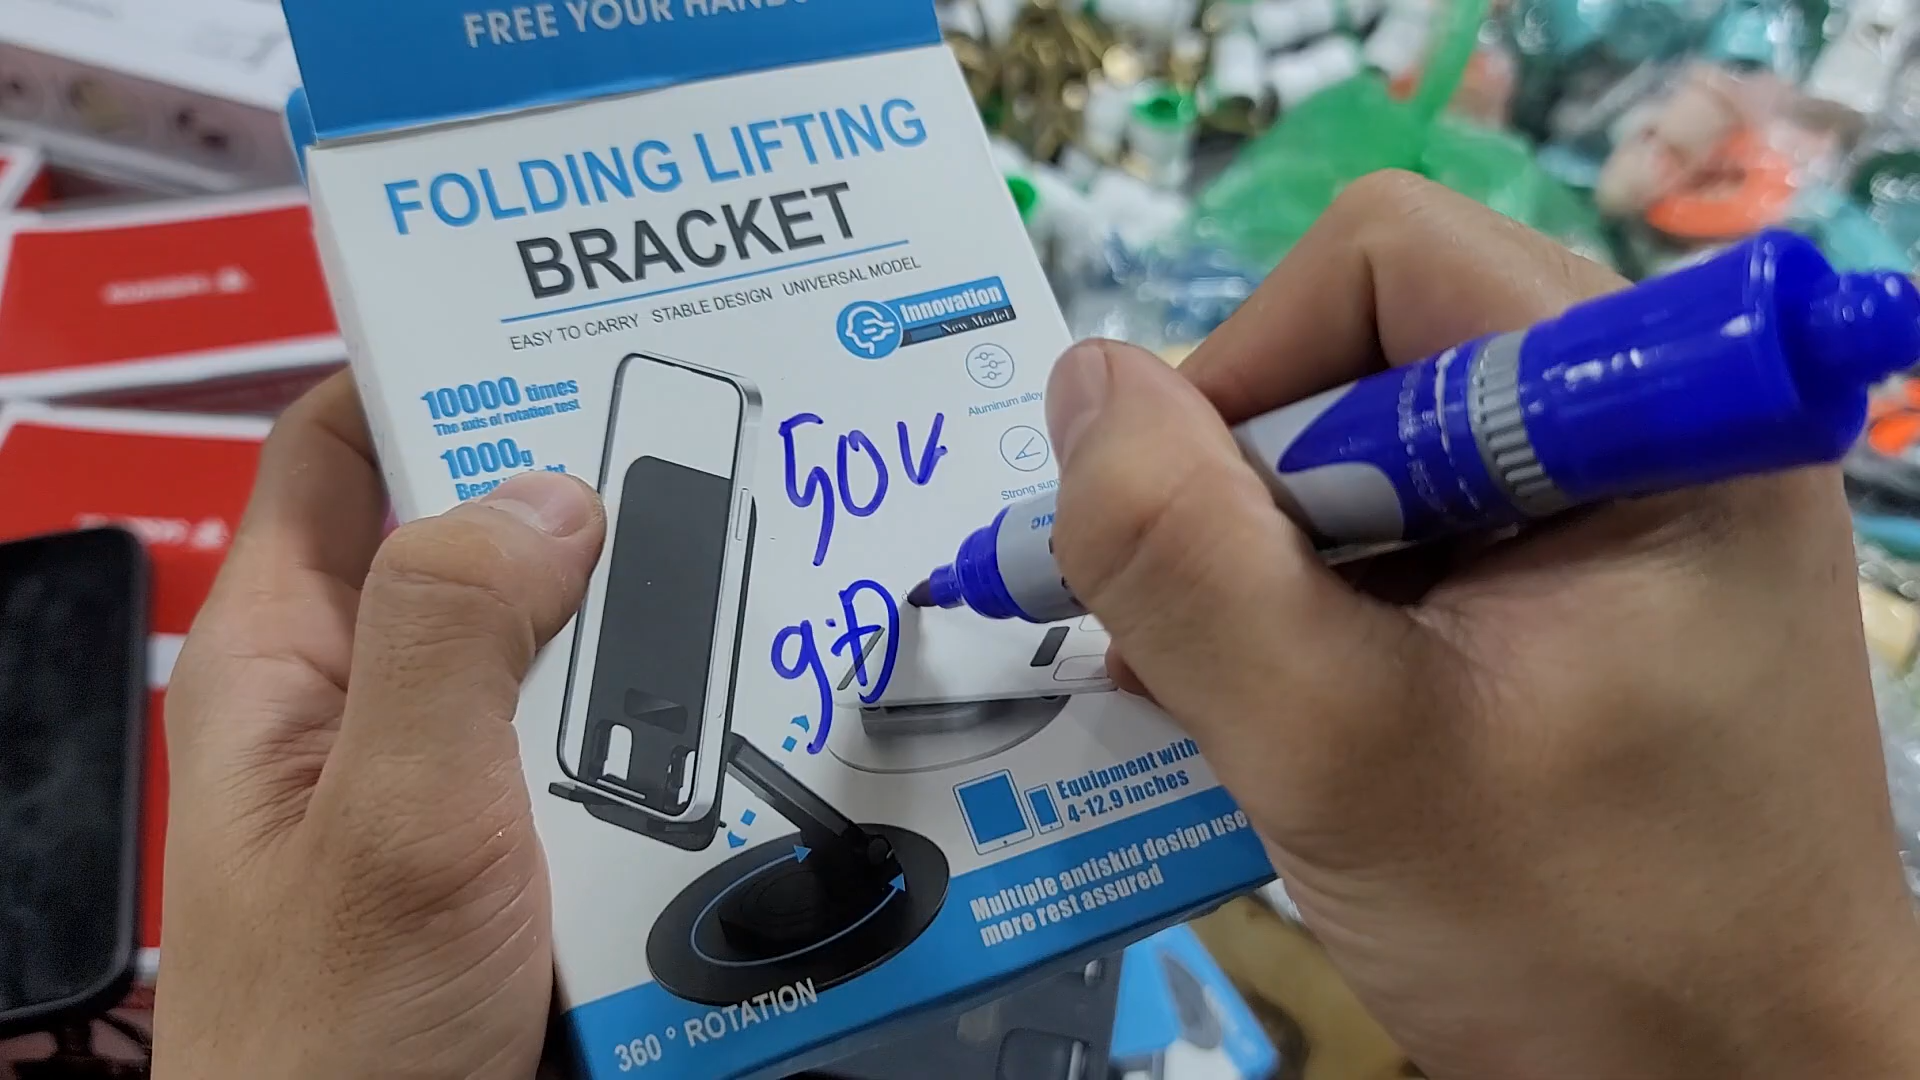 FREE YOUR HANDS
FOLDING LIFTING
BRACKET
EASY TO CARRY STABLE DESIGN UNIVERSAL MODEL
Innovation
New Model
10000 times
The axis of rotation test
1000g
Aluminum alloy
Strong
50K
Equipment with
4-12.9 inches
Multiple antiskid design use
more rest assured
360° ROTATION